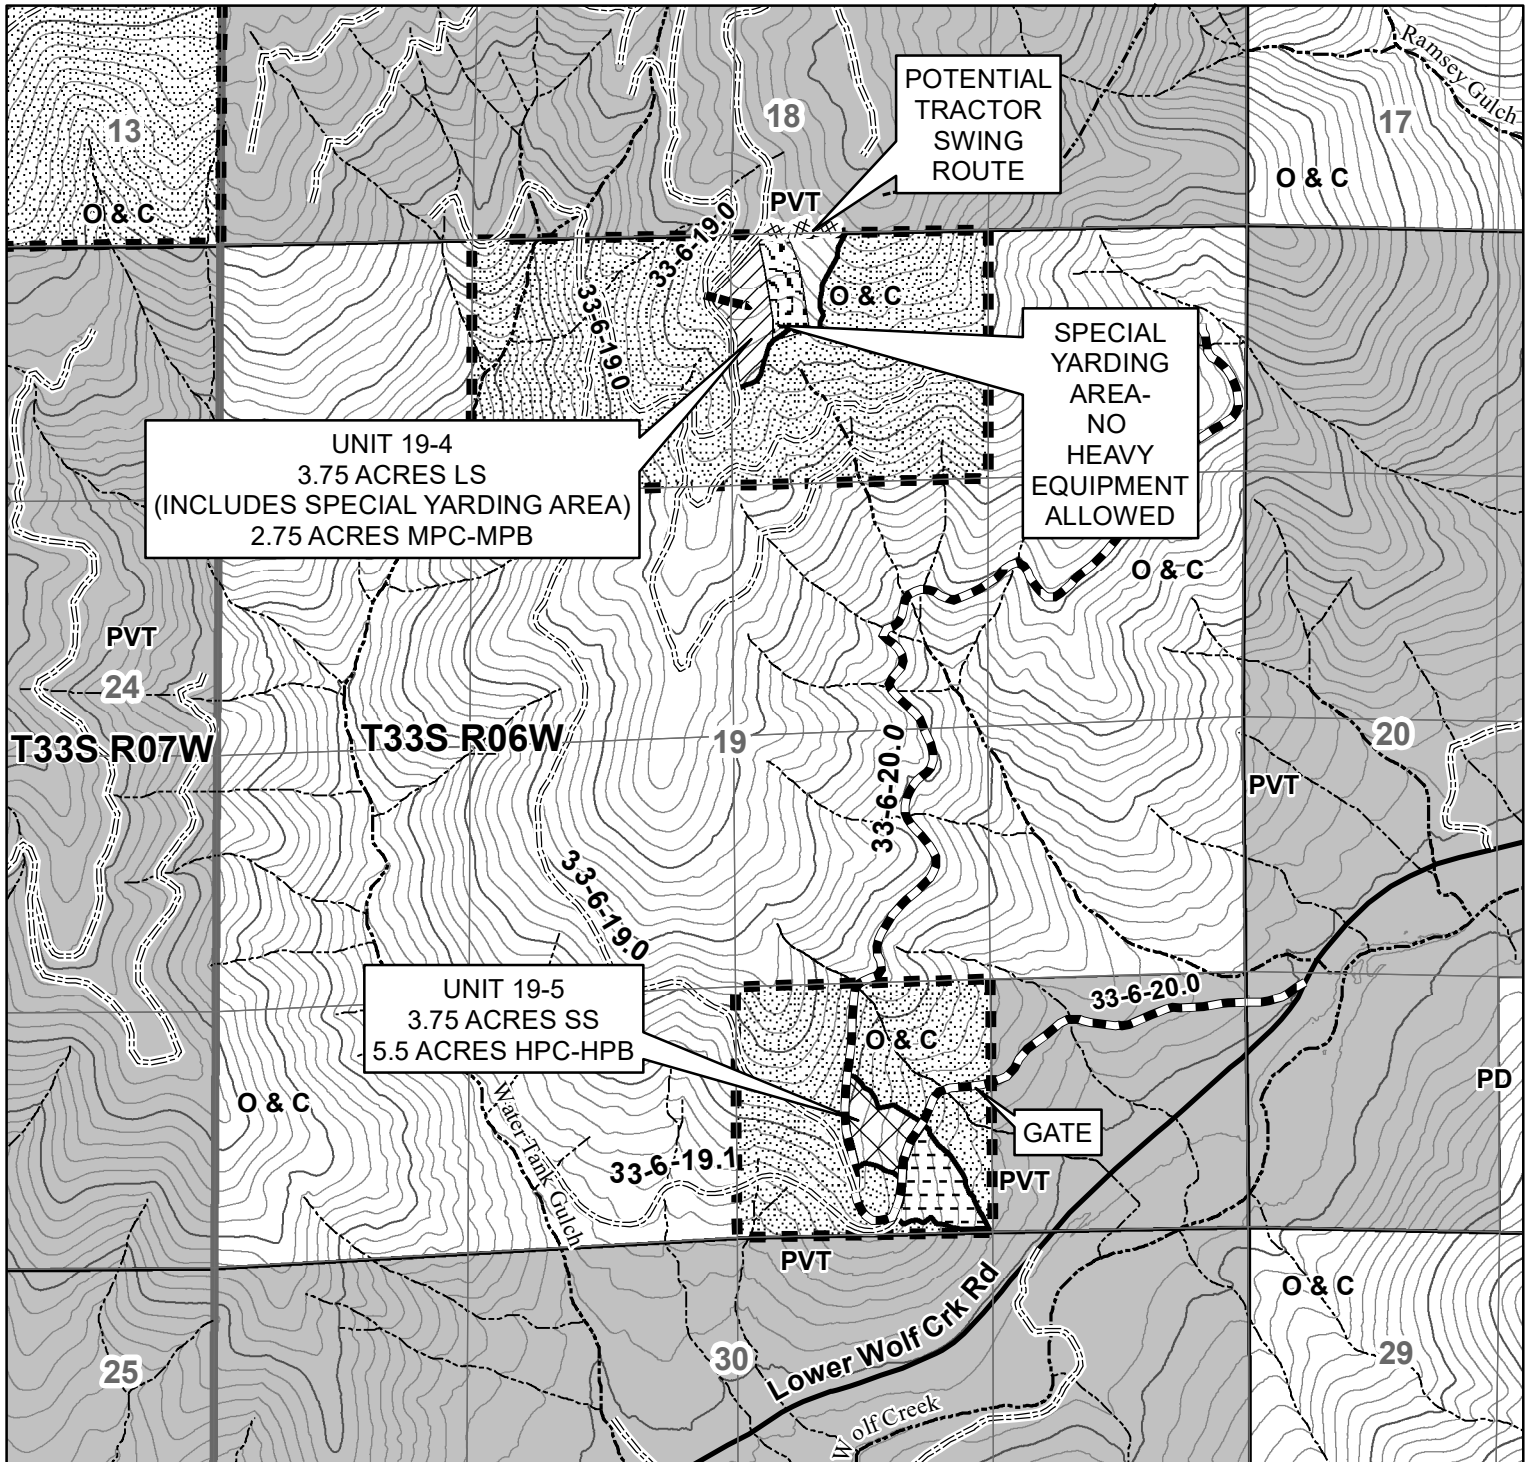 Ramsey Gulch
POTENTIAL
TRACTOR
SWING
ROUTE
18
13
17
O & C
O & C
PVT
33-6-19.0
33-6-19.0
O & C
SPECIAL
YARDING
AREA-
NO
HEAVY
EQUIPMENT
ALLOWED
UNIT 19-4
3.75 ACRES LS
(INCLUDES SPECIAL YARDING AREA)
2.75 ACRES MPC-MPB
O & C
PVT
24
T33S R07W
T33S R06W
19
20
33-6-20.0
PVT
33-6-19.0
UNIT 19-5
3.75 ACRES SS
5.5 ACRES HPC-HPB
33-6-20.0
O & C
PD
O & C
Water Tank Gulch
GATE
33-6-19.1
PVT
PVT
O & C
Lower Wolf Crk Rd
25
30
29
Wolf Creek